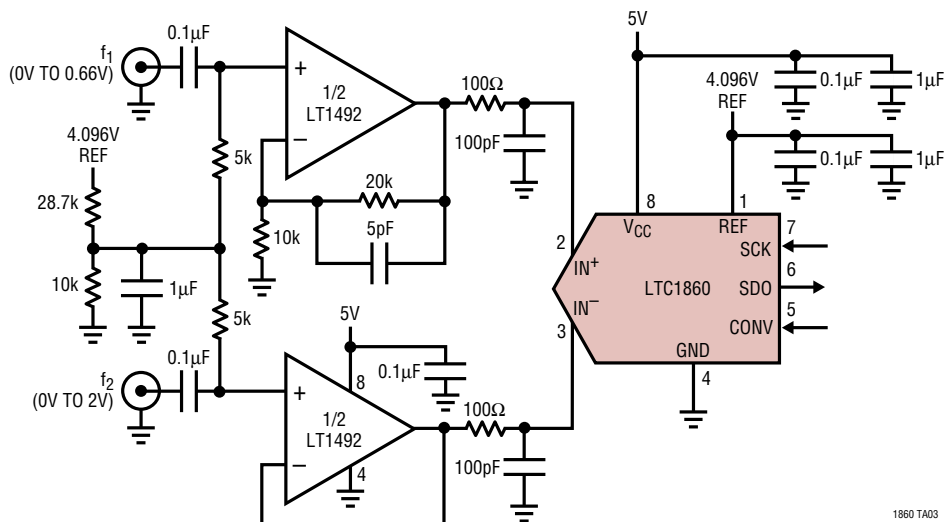 f1
(0V TO 0.66V)
0.1µF
+
1/2
LT1492
–
100Ω
100pF
5V
4.096V
REF
0.1µF
1µF
0.1µF
1µF
4.096V
REF
28.7k
5k
20k
10k
5pF
10k
1µF
5k
8
1
VCC
REF
7
SCK
2
IN+
6
LTC1860
SDO
IN–
5
3
CONV
GND
4
f2
(0V TO 2V)
0.1µF
5V
8
0.1µF
+
1/2
LT1492
–
4
100Ω
100pF
1860 TA03